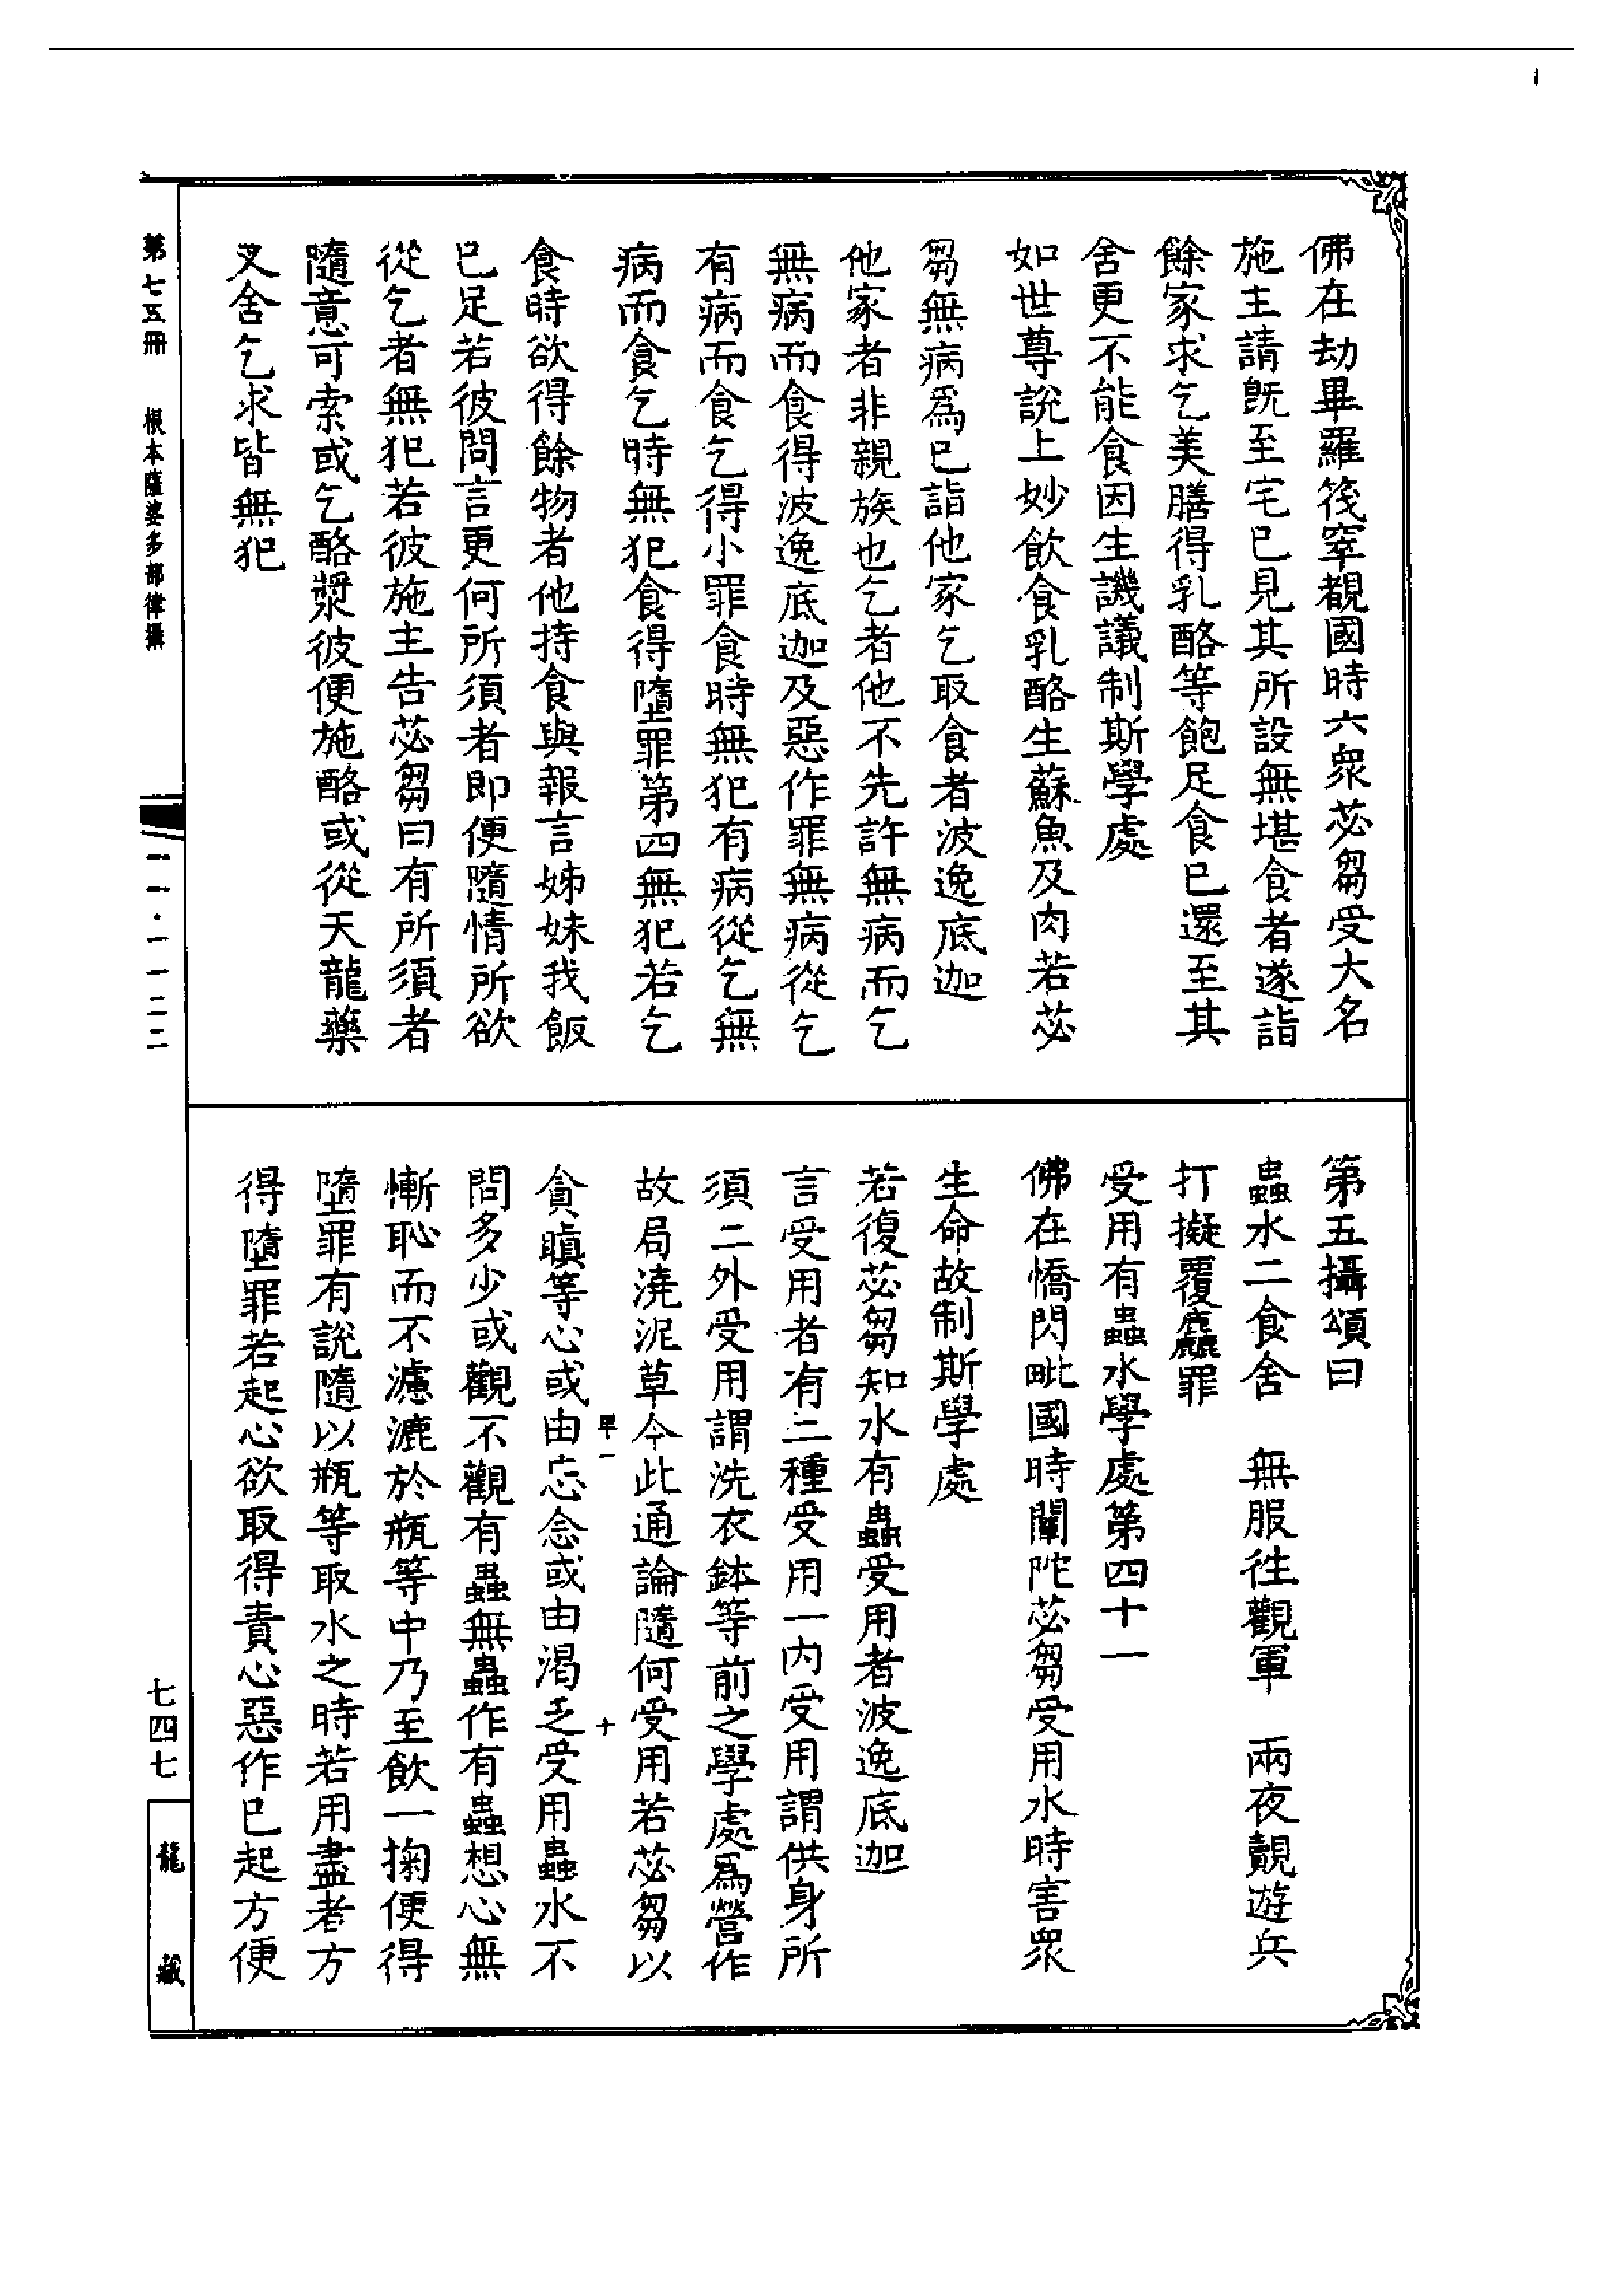 佛在劫畢羅筏窣覩國時六衆苾芻受大名
施主請旣至宅已見其所設無堪食者遂詣
餘家求乞美膳得乳酪等飽足食已還至其
舍更不能食因生譏議制斯學處
如世尊說上妙飲食乳酪生蘇魚及肉若苾
芻無病爲已詣他家乞取食者波逸底迦
他家者非親族也乞者他不先許無病而乞
無病而食得波逸底迦及惡作罪無病從乞
有病而食乞得小罪食時無犯有病從乞無
病而食乞時無犯食得墮罪第四無犯若乞
食時欲得餘物者他持食與報言姊妹我飯
已足若彼問言更何所須者即便隨情所欲
從乞者無犯若彼施主告苾芻曰有所須者
隨意可索或乞酪漿彼便施酪或從天龍藥
叉舍乞求皆無犯
第五攝頌曰
蟲水二食舍　無服往觀軍　兩夜覩遊兵
打擬覆麤罪
受用有蟲水學處第四十一
佛在憍閃毗國時闡陀苾芻受用水時害衆
生命故制斯學處
若復苾芻知水有蟲受用者波逸底迦
言受用者有二種受用一內受用謂供身所
須二外受用謂洗衣鉢等前之學處爲營作
故局澆泥草今此通論隨何受用若苾芻以
貪瞋等心或由忘念或由渴乏受用蟲水不
問多少或觀不觀有蟲無蟲作有蟲想心無
慚恥而不濾漉於瓶等中乃至飲一掬便得
墮罪有說隨以瓶等取水之時若用盡者方
得墮罪若起心欲取得責心惡作已起方便
第七五冊　根本薩婆多部律攝
一一·一一二二
七四七
龍藏
十